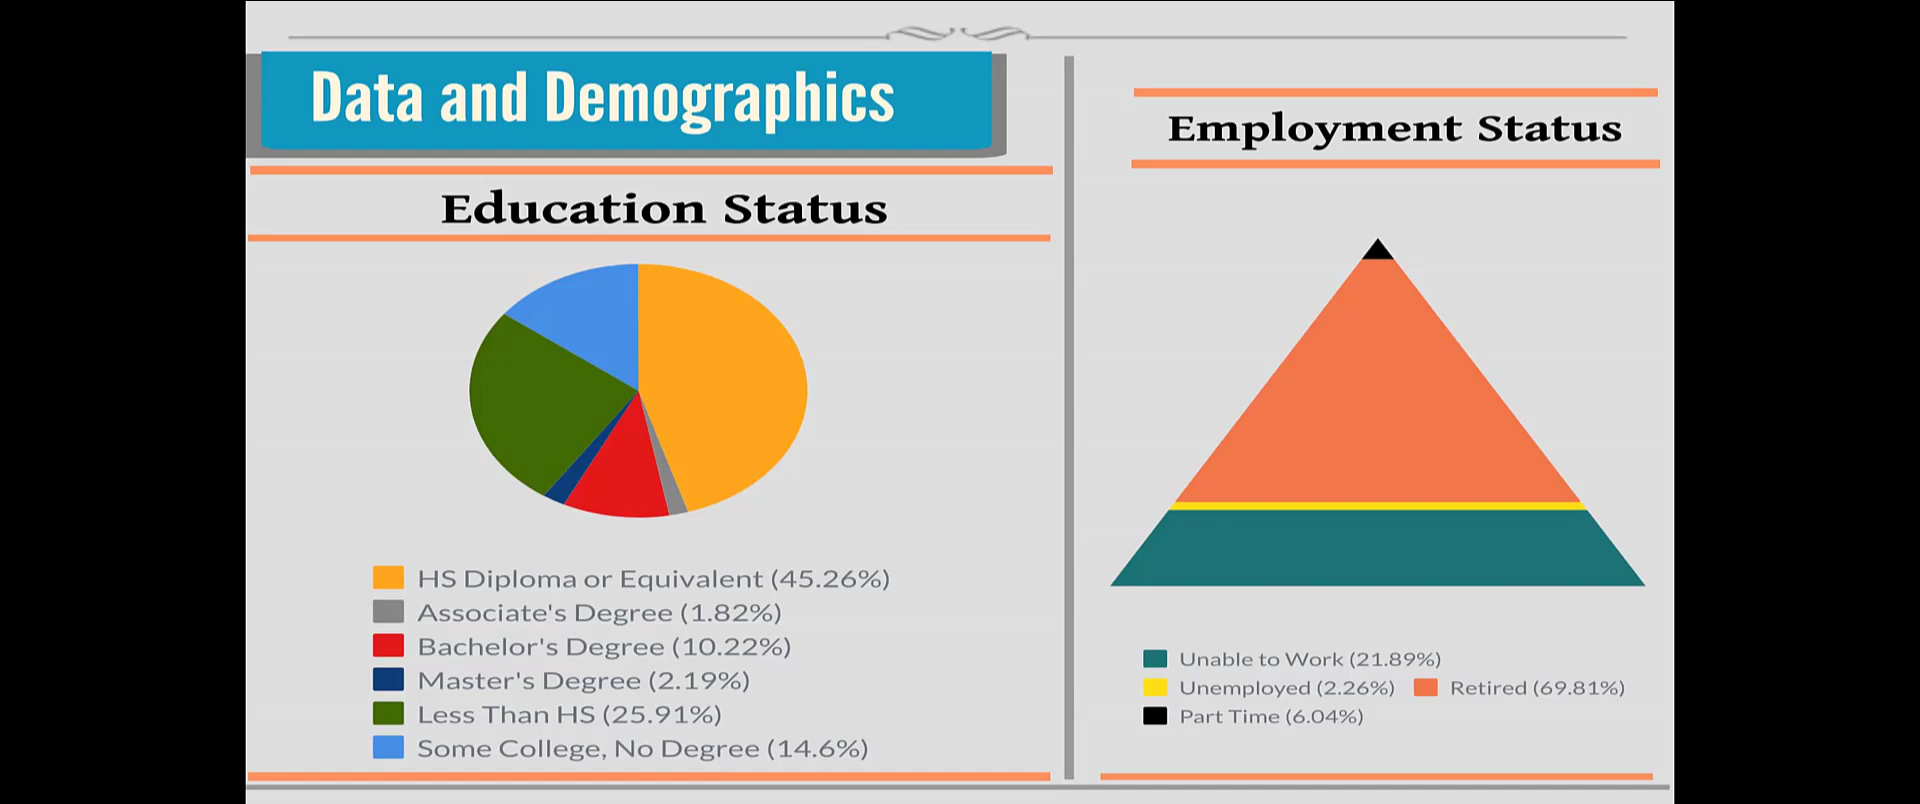 Data and Demographics
Education Status
HS Diploma or Equivalent (45.26%)
Associate's Degree (1.82%)
Bachelor's Degree (10.22%)
Master's Degree (2.19%)
Less Than HS (25.91%)
Some College, No Degree (14.6%)
Employment Status
Unable to Work (21.89%)
Unemployed (2.26%) Retired (69.81%)
Part Time (6.04%)